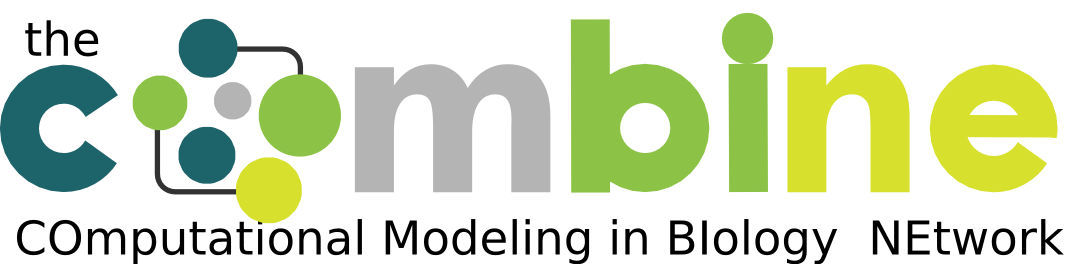 the
combine
COmputational Modeling in BIology NEtwork